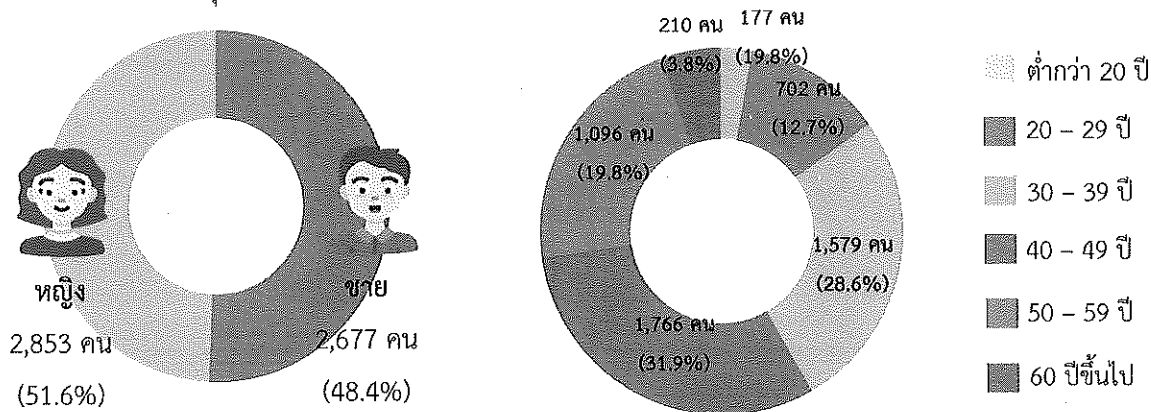 หญิง
2,853 คน
(51.6%)
ชาย
2,677 คน
(48.4%)
210 คน
(3.8%)
177 คน
(19.8%)
702 คน
(12.7%)
1,579 คน
(28.6%)
1,766 คน
(31.9%)
1,096 คน
(19.8%)
ต่ำกว่า 20 ปี
20 – 29 ปี
30 – 39 ปี
40 – 49 ปี
50 – 59 ปี
60 ปีขึ้นไป